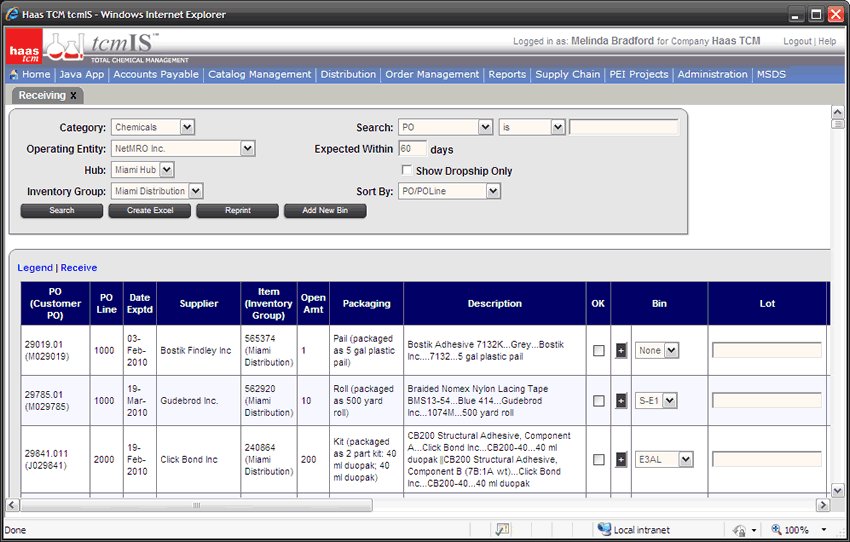 Haas TCM tcmIS - Windows Internet Explorer
haas tcm
tcmIS™
TOTAL CHEMICAL MANAGEMENT
Logged in as: Melinda Bradford for Company Haas TCM
Logout | Help
Home | Java App | Accounts Payable | Catalog Management | Distribution | Order Management | Reports | Supply Chain | PEI Projects | Administration | MSDS
Receiving X
Category: Chemicals Search: PO is
Operating Entity: NetMRO Inc. Expected Within 60 days
Hub: Miami Hub Show Dropship Only
Inventory Group: Miami Distribution Sort By: PO/POLine
Search Create Excel Reprint Add New Bin
Legend | Receive
PO
(Customer
PO)
PO
Line
Date
Exptd
Supplier
Item
(Inventory
Group)
Open
Amt
Packaging
Description
OK
Bin
Lot
29019.01
(M029019)
1000
03-
Feb-
2010
Bostik Findley Inc
565374
(Miami
Distribution)
1
Pail (packaged
as 5 gal plastic
pail)
Bostik Adhesive 7132K...Grey...Bostik
Inc....7132...5 gal plastic pail
+
None
29785.01
(M029785)
1000
19-
Mar-
2010
Gudebrod Inc.
562920
(Miami
Distribution)
10
Roll (packaged
as 500 yard
roll)
Braided Nomex Nylon Lacing Tape
BMS13-54...Blue 414...Gudebrod
Inc...1074M...500 yard roll
+
S-E1
29841.011
(J029841)
2000
19-
Feb-
2010
Click Bond Inc
240864
(Miami
Distribution)
200
Kit (packaged
as 2 part kit: 40
ml duopak; 40
ml duopak)
CB200 Structural Adhesive, Component
A...Click Bond Inc...CB200-40...40 ml
duopak ||CB200 Structural Adhesive,
Component B (7B:1A wt)...Click Bond
Inc...CB200-40...40 ml duopak
+
E3AL
Done
Local intranet
100%